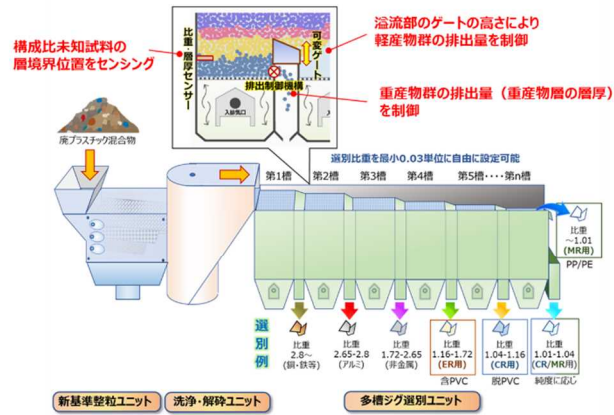 構成比未知試料の
層境界位置をセンシング
比重・層厚センサー
可変ゲート
排出制御機構
溢流部のゲートの高さにより
軽産物群の排出量を制御
重産物群の排出量（重産物層の層厚）
を制御
廃プラスチック混合物
選別比重を最小0.03単位に自由に設定可能
第1槽
第2槽
第3槽
第4槽
第5槽・・・・第n槽
比重
～1.01
(MR用)
PP/PE
選別例
比重
2.8～
(銅・鉄等)
比重
2.65-2.8
(アルミ)
比重
1.72-2.65
(非金属)
比重
1.16-1.72
(ER用)
含PVC
比重
1.04-1.16
(CR用)
脱PVC
比重
1.01-1.04
(CR/MR用)
純度に応じ
新基準整粒ユニット
洗浄・解砕ユニット
多槽ジグ選別ユニット